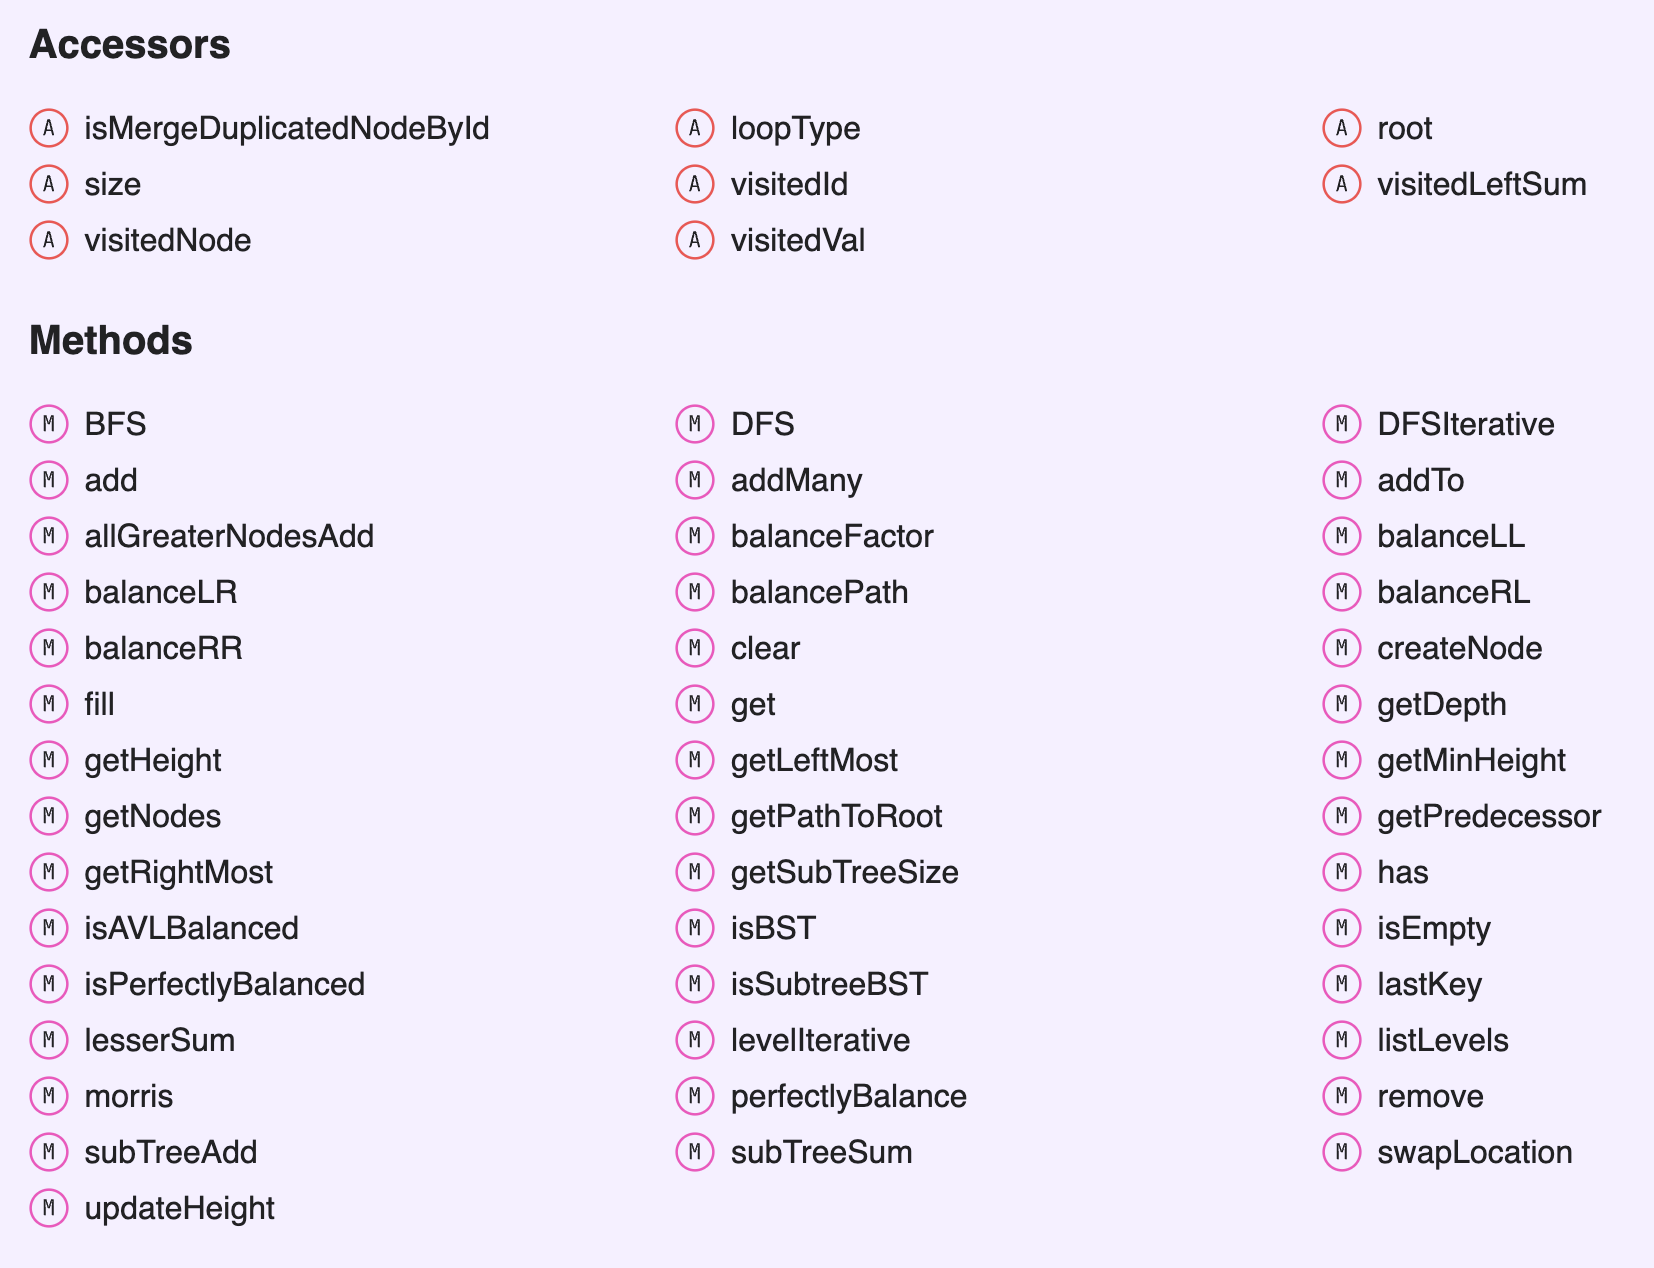 Accessors
A isMergeDuplicatedNodeById A loopType A root
A size A visitedId A visitedLeftSum
A visitedNode A visitedVal
Methods
M BFS M DFS M DFSIterative
M add M addMany M addTo
M allGreaterNodesAdd M balanceFactor M balanceLL
M balanceLR M balancePath M balanceRL
M balanceRR M clear M createNode
M fill M get M getDepth
M getHeight M getLeftMost M getMinHeight
M getNodes M getPathToRoot M getPredecessor
M getRightMost M getSubTreeSize M has
M isAVLBalanced M isBST M isEmpty
M isPerfectlyBalanced M isSubtreeBST M lastKey
M lesserSum M levelIterative M listLevels
M morris M perfectlyBalance M remove
M subTreeAdd M subTreeSum M swapLocation
M updateHeight